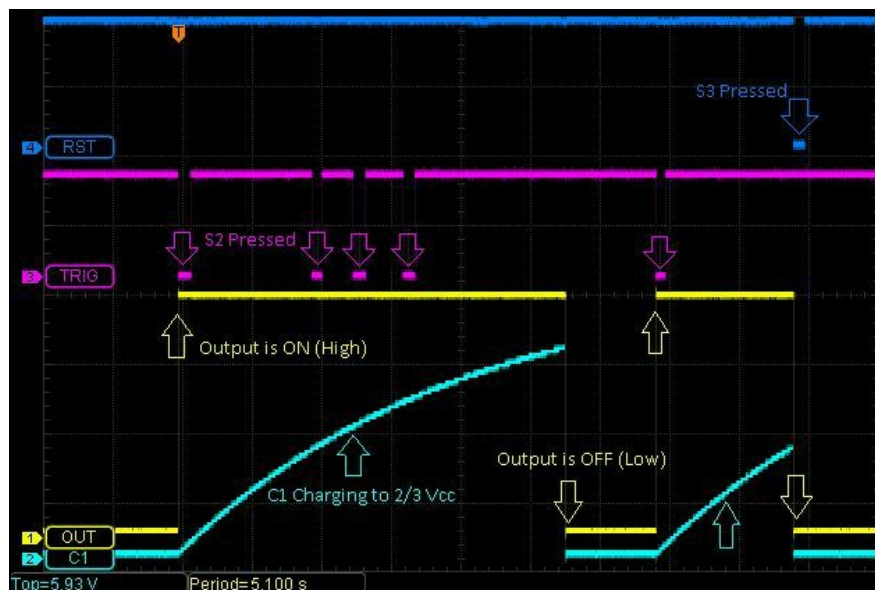 T
S3 Pressed
4 RST
S2 Pressed
3 TRIG
Output is ON (High)
Output is OFF (Low)
C1 Charging to 2/3 Vcc
1 OUT
2 C1
Top=5.93 V
Period=5.100 s